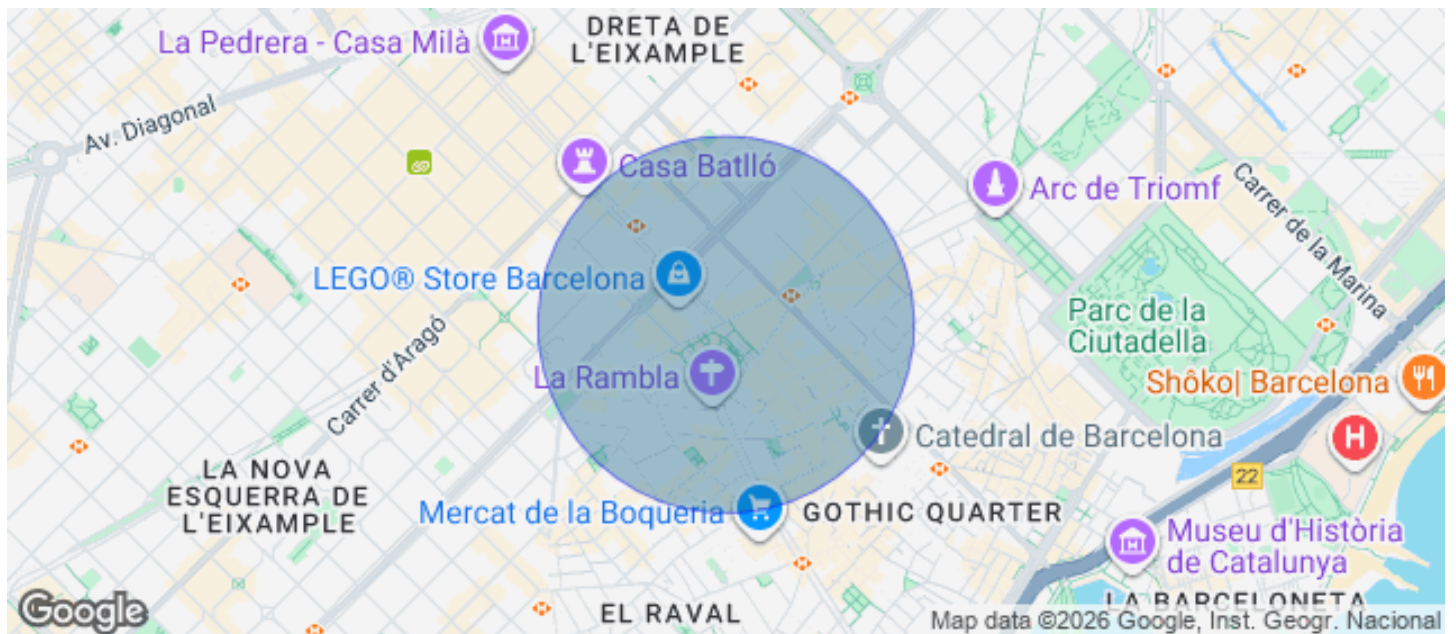 DRETA DE
L'EIXAMPLE
La Pedrera - Casa Milà
Av. Diagonal
Casa Batlló
Arc de Triomf
Carrer de la Marina
LEGO® Store Barcelona
Parc de la
Ciutadella
Carrer d'Aragó
La Rambla
Shôko| Barcelona
Catedral de Barcelona
H
22
LA NOVA
ESQUERRA DE
L'EIXAMPLE
Mercat de la Boqueria
GOTHIC QUARTER
Museu d'Història
de Catalunya
LA BARCELONETA
EL RAVAL
Google
Map data ©2026 Google, Inst. Geogr. Nacional